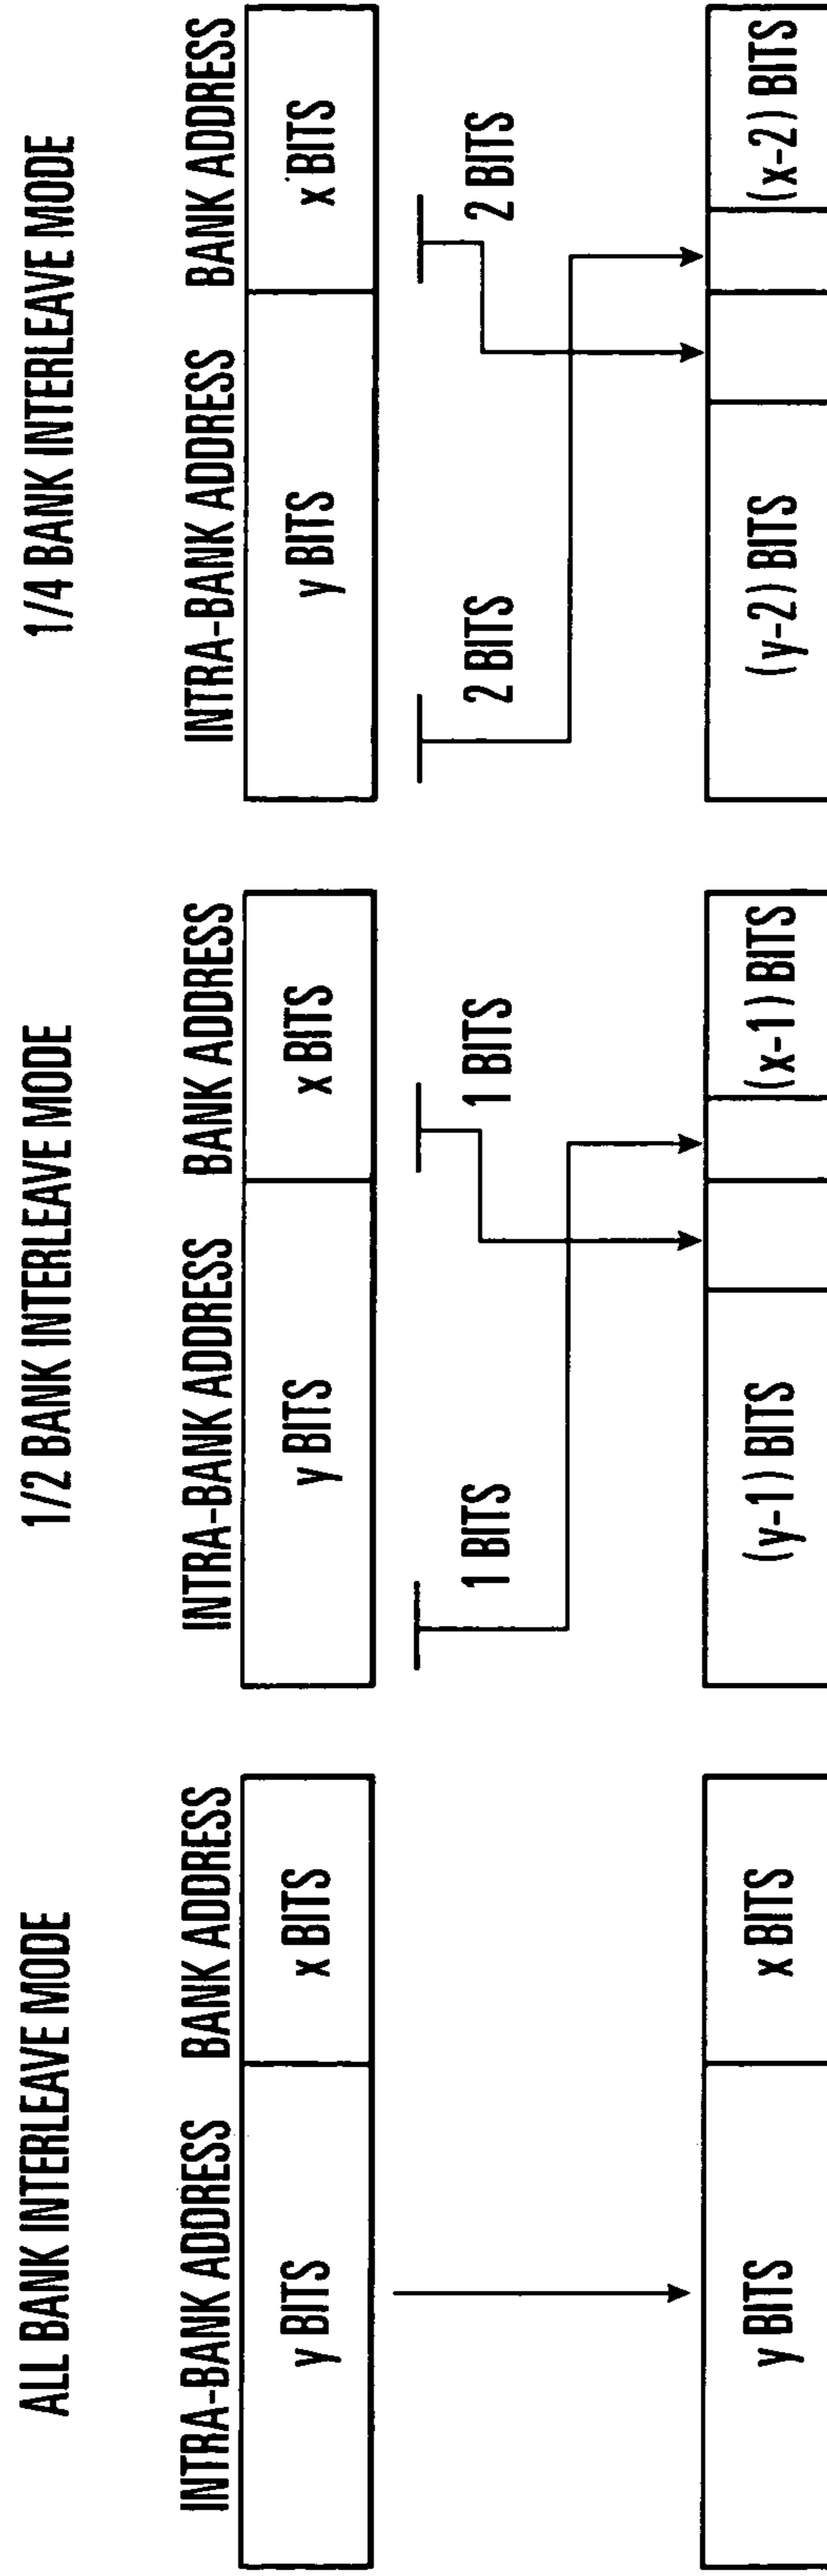 ALL BANK INTERLEAVE MODE
INTRA-BANK ADDRESS BANK ADDRESS
y BITS x BITS
y BITS x BITS
1/2 BANK INTERLEAVE MODE
INTRA-BANK ADDRESS BANK ADDRESS
y BITS x BITS
1 BITS 1 BITS
(y-1) BITS (x-1) BITS
1/4 BANK INTERLEAVE MODE
INTRA-BANK ADDRESS BANK ADDRESS
y BITS x BITS
2 BITS 2 BITS
(y-2) BITS (x-2) BITS